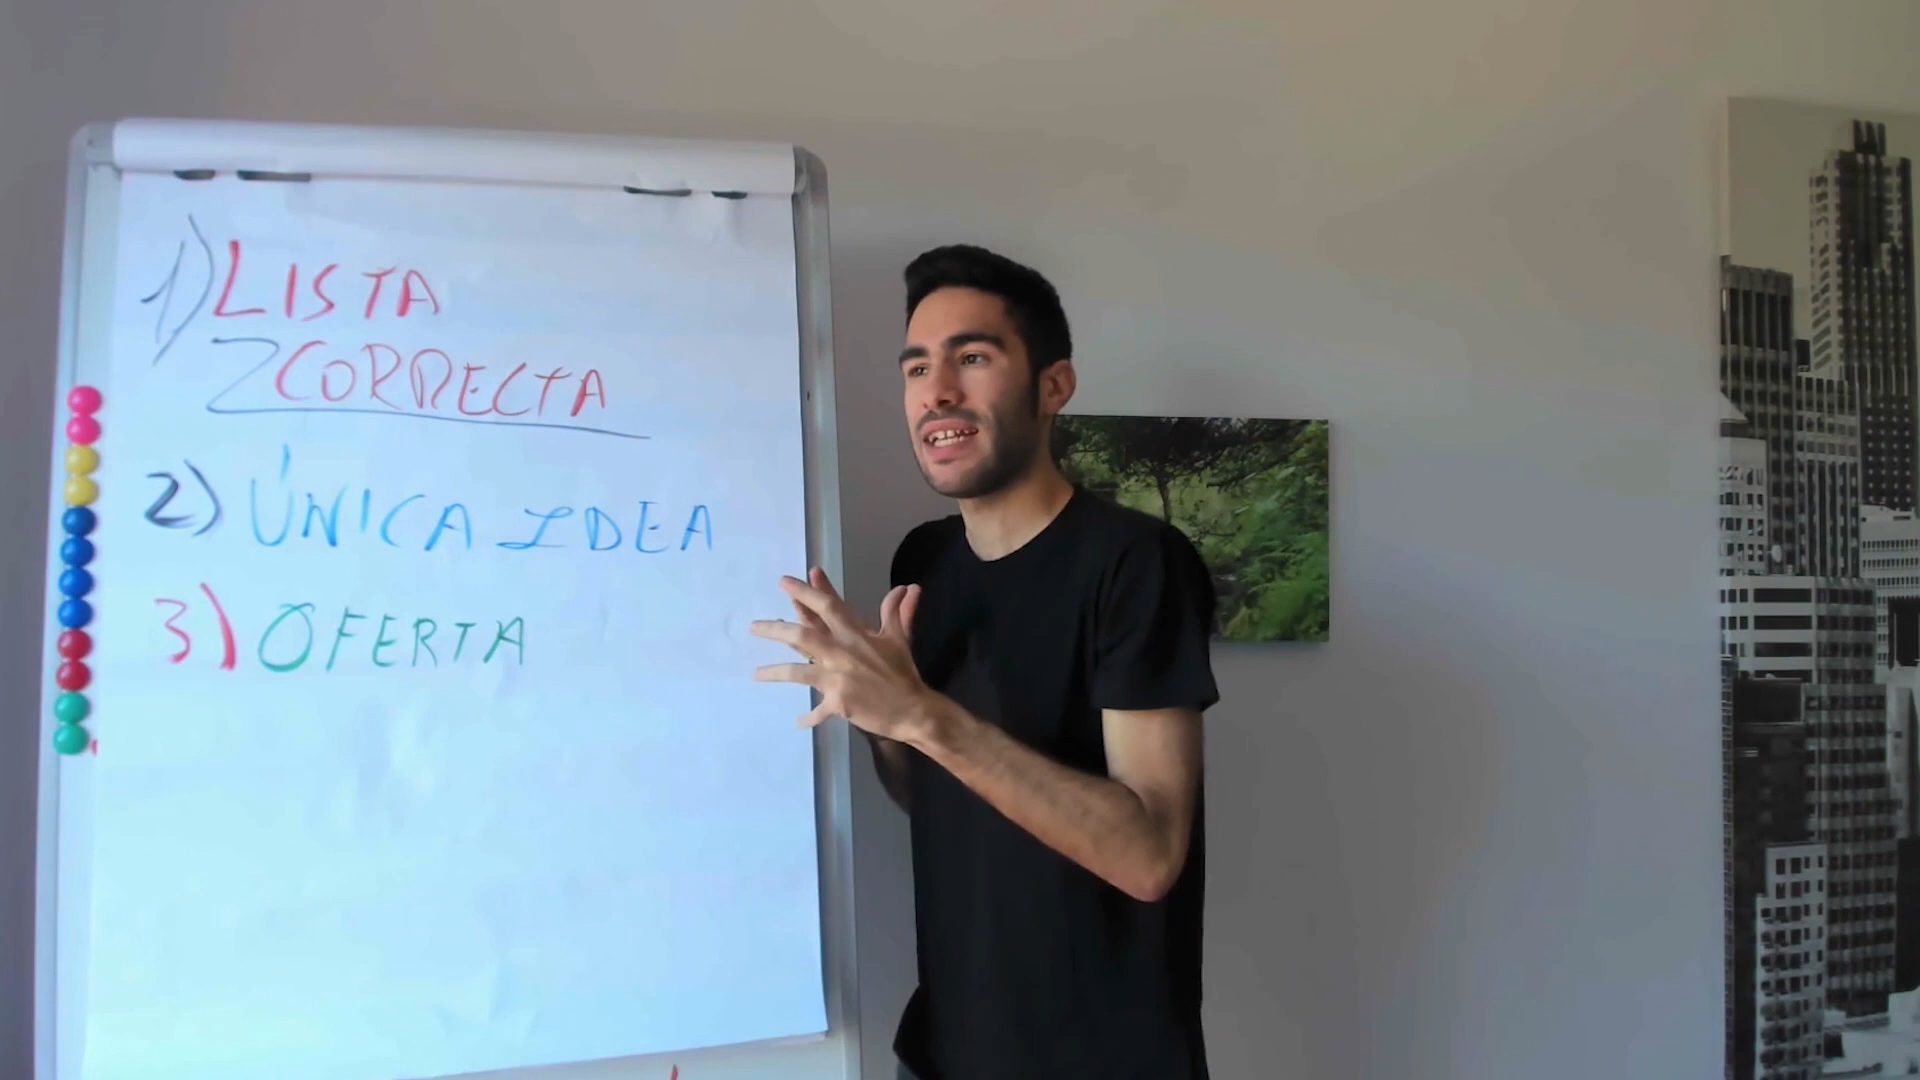 1) LISTA
CORRECTA
2) ÚNICA IDEA
3) OFERTA